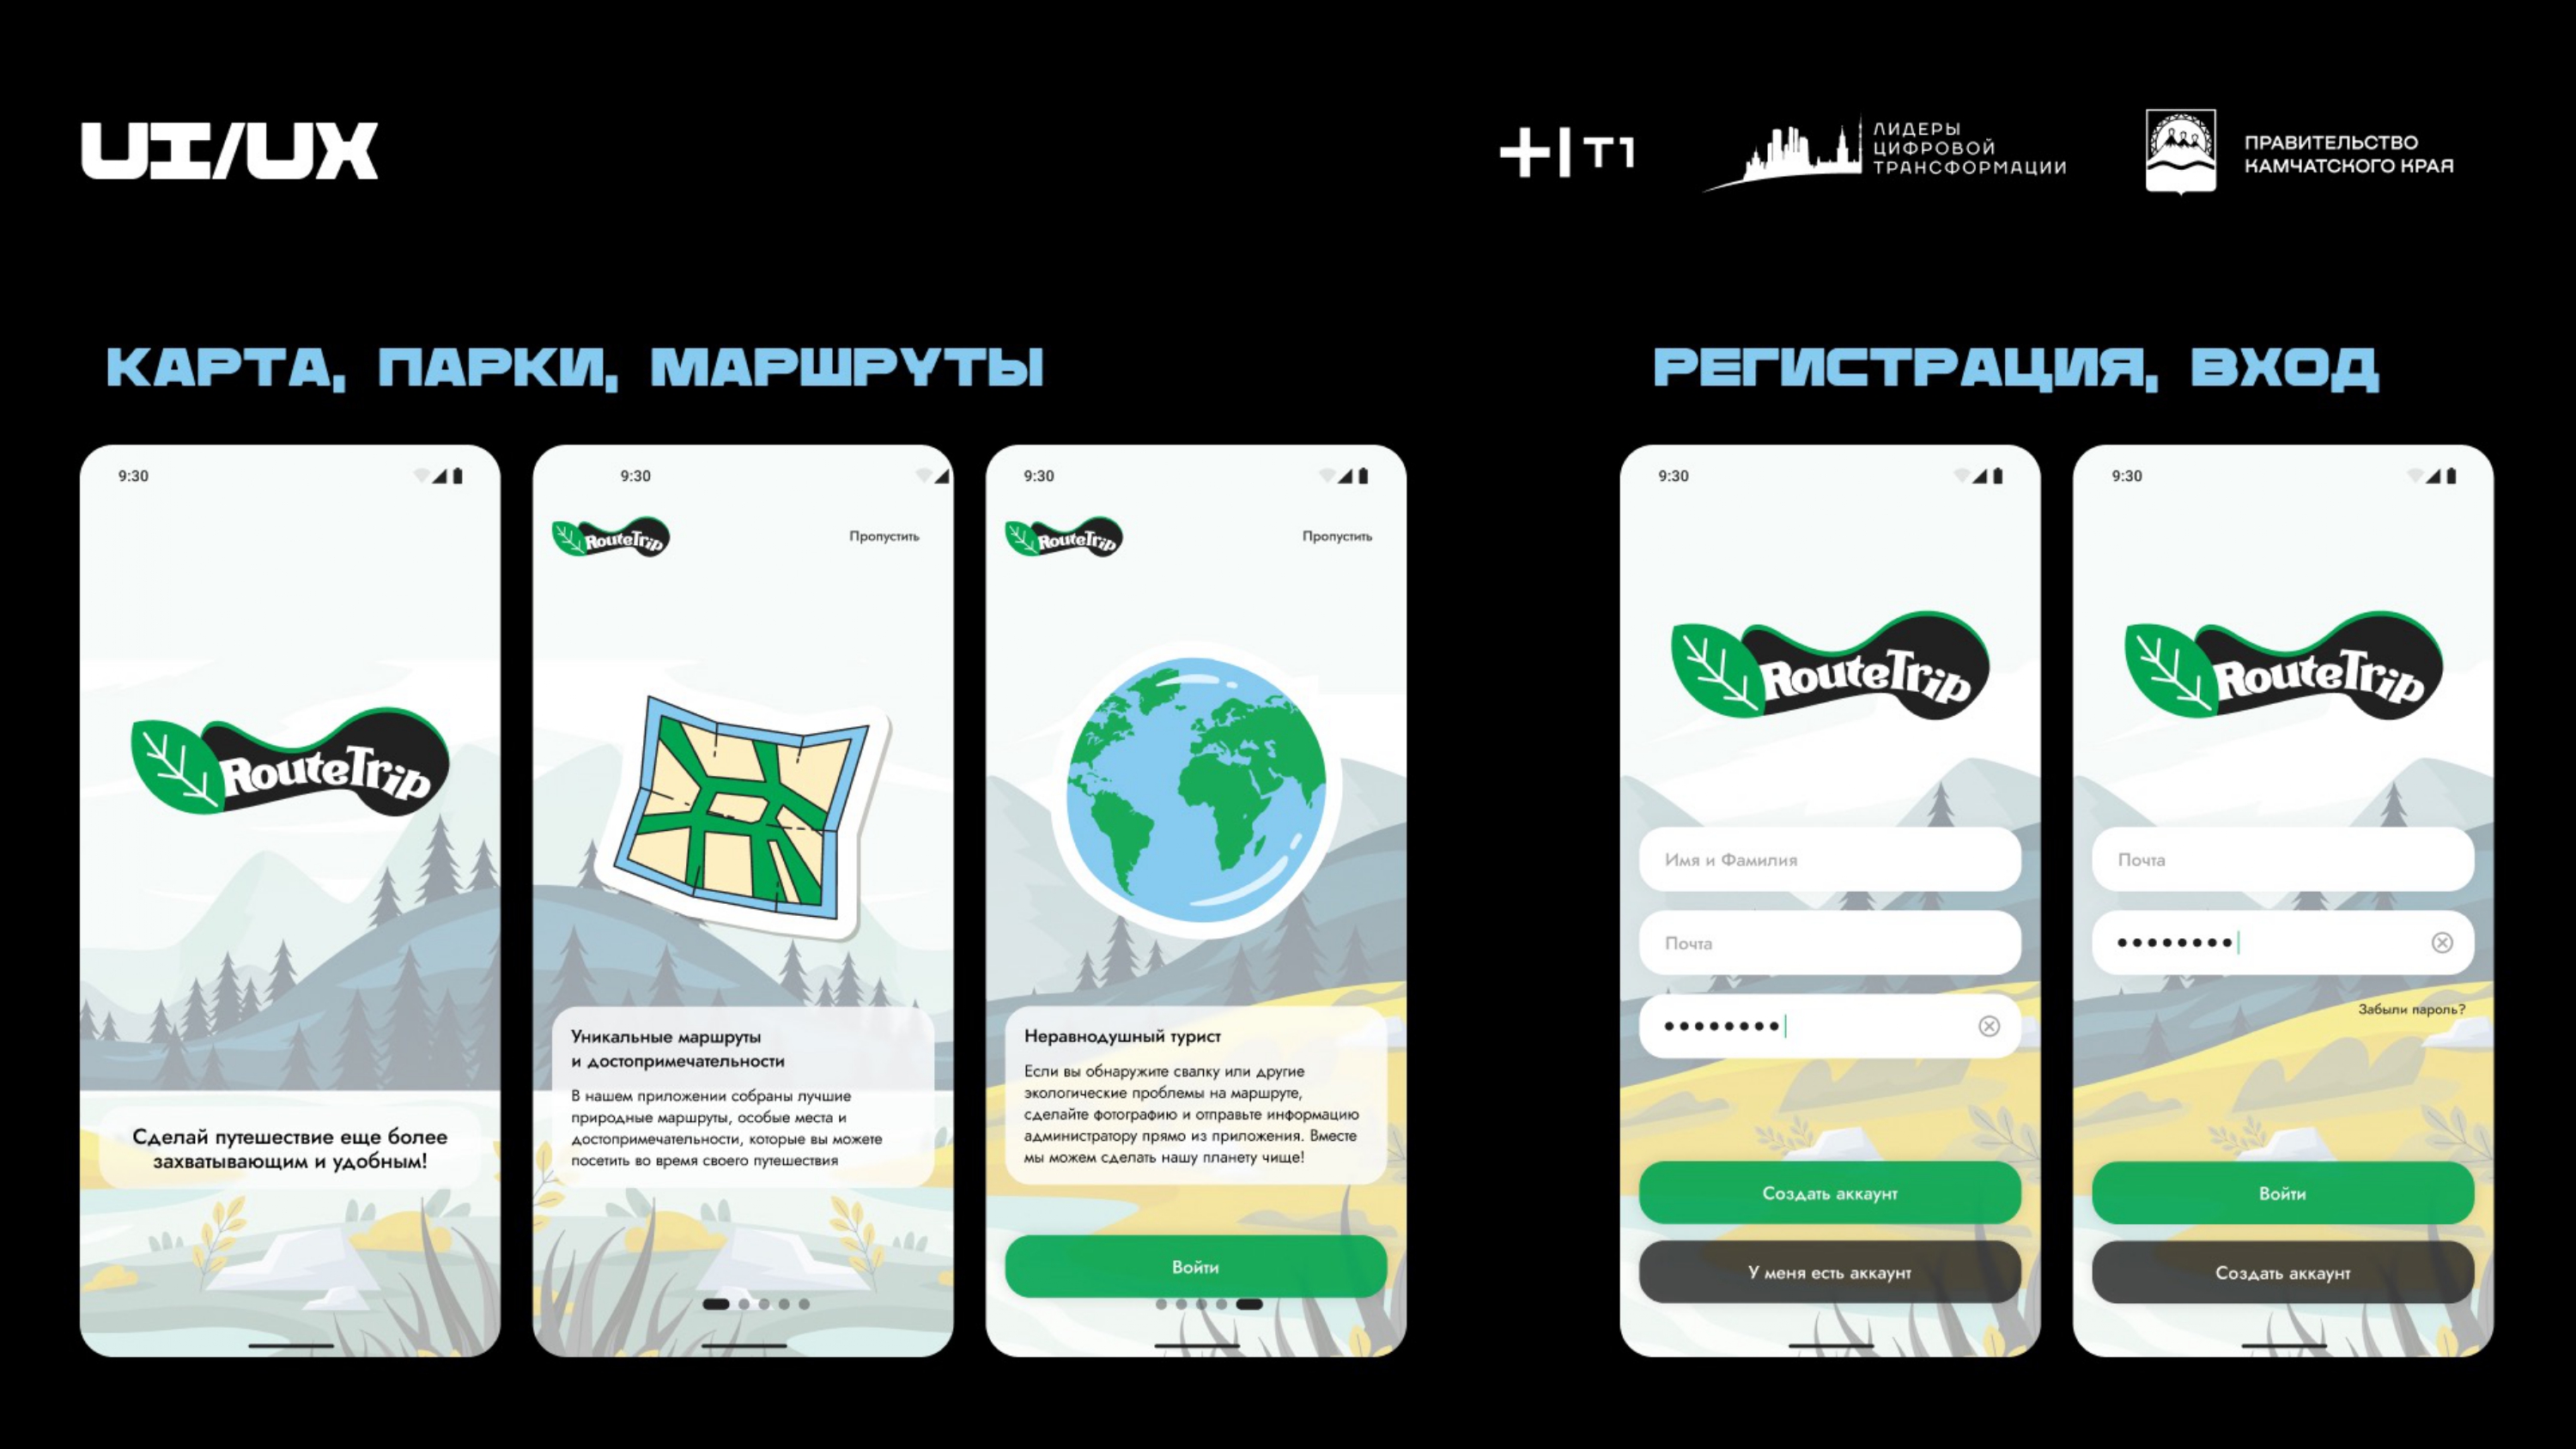 UI/UX
T1
ЛИДЕРЫ
ЦИФРОВОЙ
ТРАНСФОРМАЦИИ
ПРАВИТЕЛЬСТВО
КАМЧАТСКОГО КРАЯ
КАРТА, ПАРКИ, МАРШРУТЫ
РЕГИСТРАЦИЯ, ВХОД
9:30
RouteTrip
Сделай путешествие еще более
захватывающим и удобным!
9:30
RouteTrip
Пропустить
Уникальные маршруты
и достопримечательности
В нашем приложении собраны лучшие
природные маршруты, особые места и
достопримечательности, которые вы можете
посетить во время своего путешествия
9:30
RouteTrip
Пропустить
Неравнодушный турист
Если вы обнаружите свалку или другие
экологические проблемы на маршруте,
сделайте фотографию и отправьте информацию
администратору прямо из приложения. Вместе
мы можем сделать нашу планету чище!
Войти
9:30
RouteTrip
Имя и Фамилия
Почта
Создать аккаунт
У меня есть аккаунт
9:30
RouteTrip
Почта
Забыли пароль?
Войти
Создать аккаунт